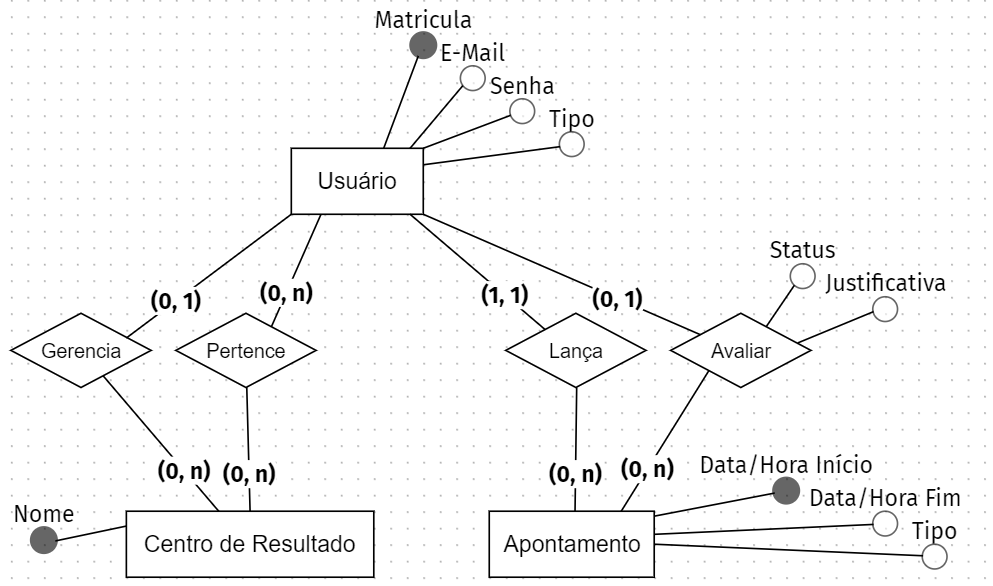 Matricula
E-Mail
Senha
Tipo
Usuário
(0, 1)
(0, n)
(1, 1)
(0, 1)
Status
Justificativa
Gerencia
Pertence
Lança
Avaliar
(0, n)
(0, n)
(0, n)
(0, n)
Data/Hora Início
Data/Hora Fim
Tipo
Nome
Centro de Resultado
Apontamento